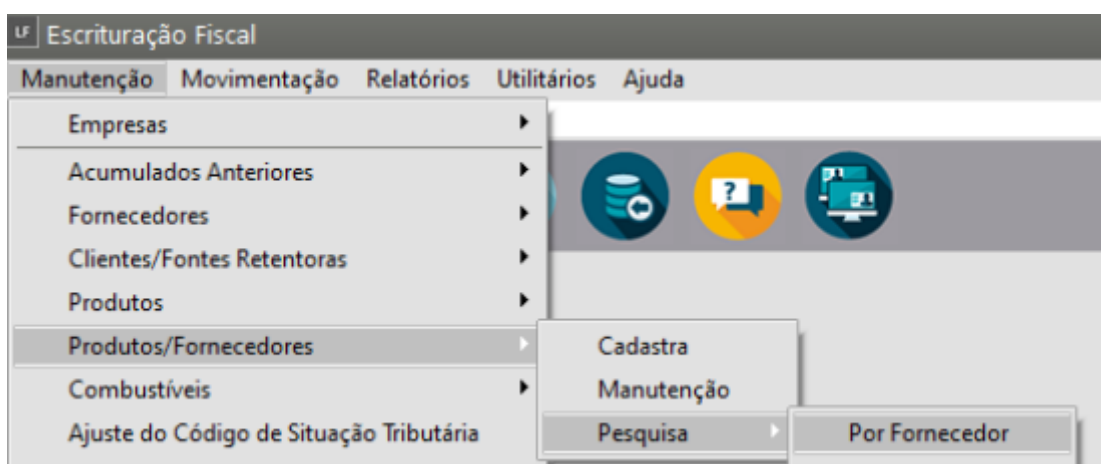 LF Escrituração Fiscal
Manutenção Movimentação Relatórios Utilitários Ajuda
Empresas
Acumulados Anteriores
Fornecedores
Clientes/Fontes Retentoras
Produtos
Produtos/Fornecedores Cadastra
Combustíveis Manutenção
Ajuste do Código de Situação Tributária Pesquisa Por Fornecedor
?